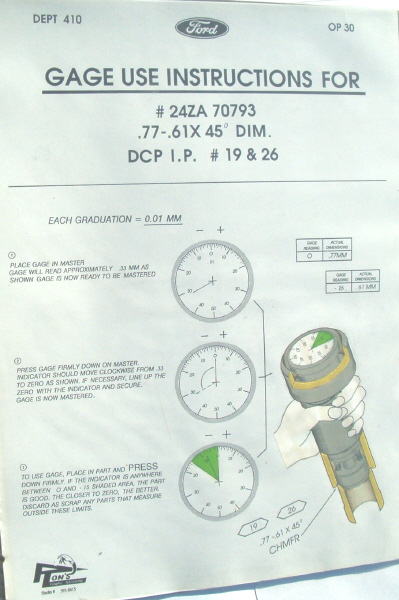 DEPT 410
Ford
OP 30
GAGE USE INSTRUCTIONS FOR
# 24ZA 70793
.77-.61X 45° DIM.
DCP I.P. # 19 & 26
EACH GRADUATION = 0.01 MM
- +
GAGE READING ACTUAL DIMENSIONS
0 .77MM
GAGE READING ACTUAL DIMENSIONS
.61MM
1
PLACE GAGE IN MASTER
GAGE WILL READ APPROXIMATELY .33 MM AS
SHOWN GAGE IS NOW READY TO BE MASTERED
2
PRESS GAGE FIRMLY DOWN ON MASTER.
INDICATOR SHOULD MOVE CLOCKWISE FROM .33
TO ZERO AS SHOWN. IF NECESSARY, LINE UP THE
ZERO WITH THE INDICATOR AND SECURE.
GAGE IS NOW MASTERED.
- +
- +
TO USE GAGE, PLACE IN PART AND PRESS
DOWN FIRMLY. IF THE INDICATOR IS ANYWHERE
BETWEEN O AND - 15 SHADED AREA, THE PART
IS GOOD. THE CLOSER TO ZERO, THE BETTER.
DISCARD AS SCRAP ANY PARTS THAT MEASURE
OUTSIDE THESE LIMITS.
19 26
.77-.61 X 45°
CHMFR